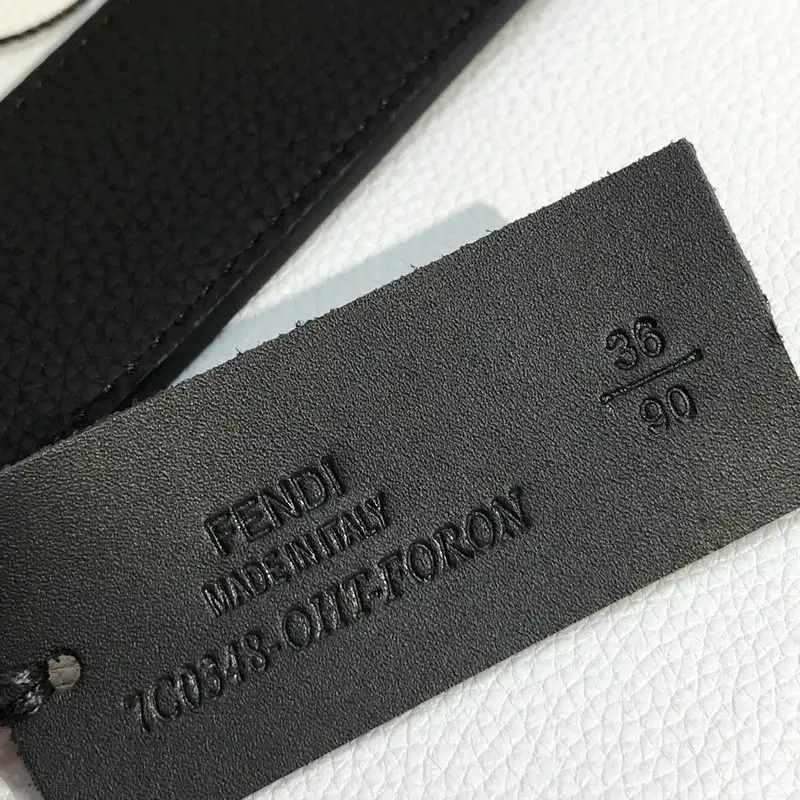 FENDI
MADE IN ITALY
7C0348-OHT-FORON
36
90